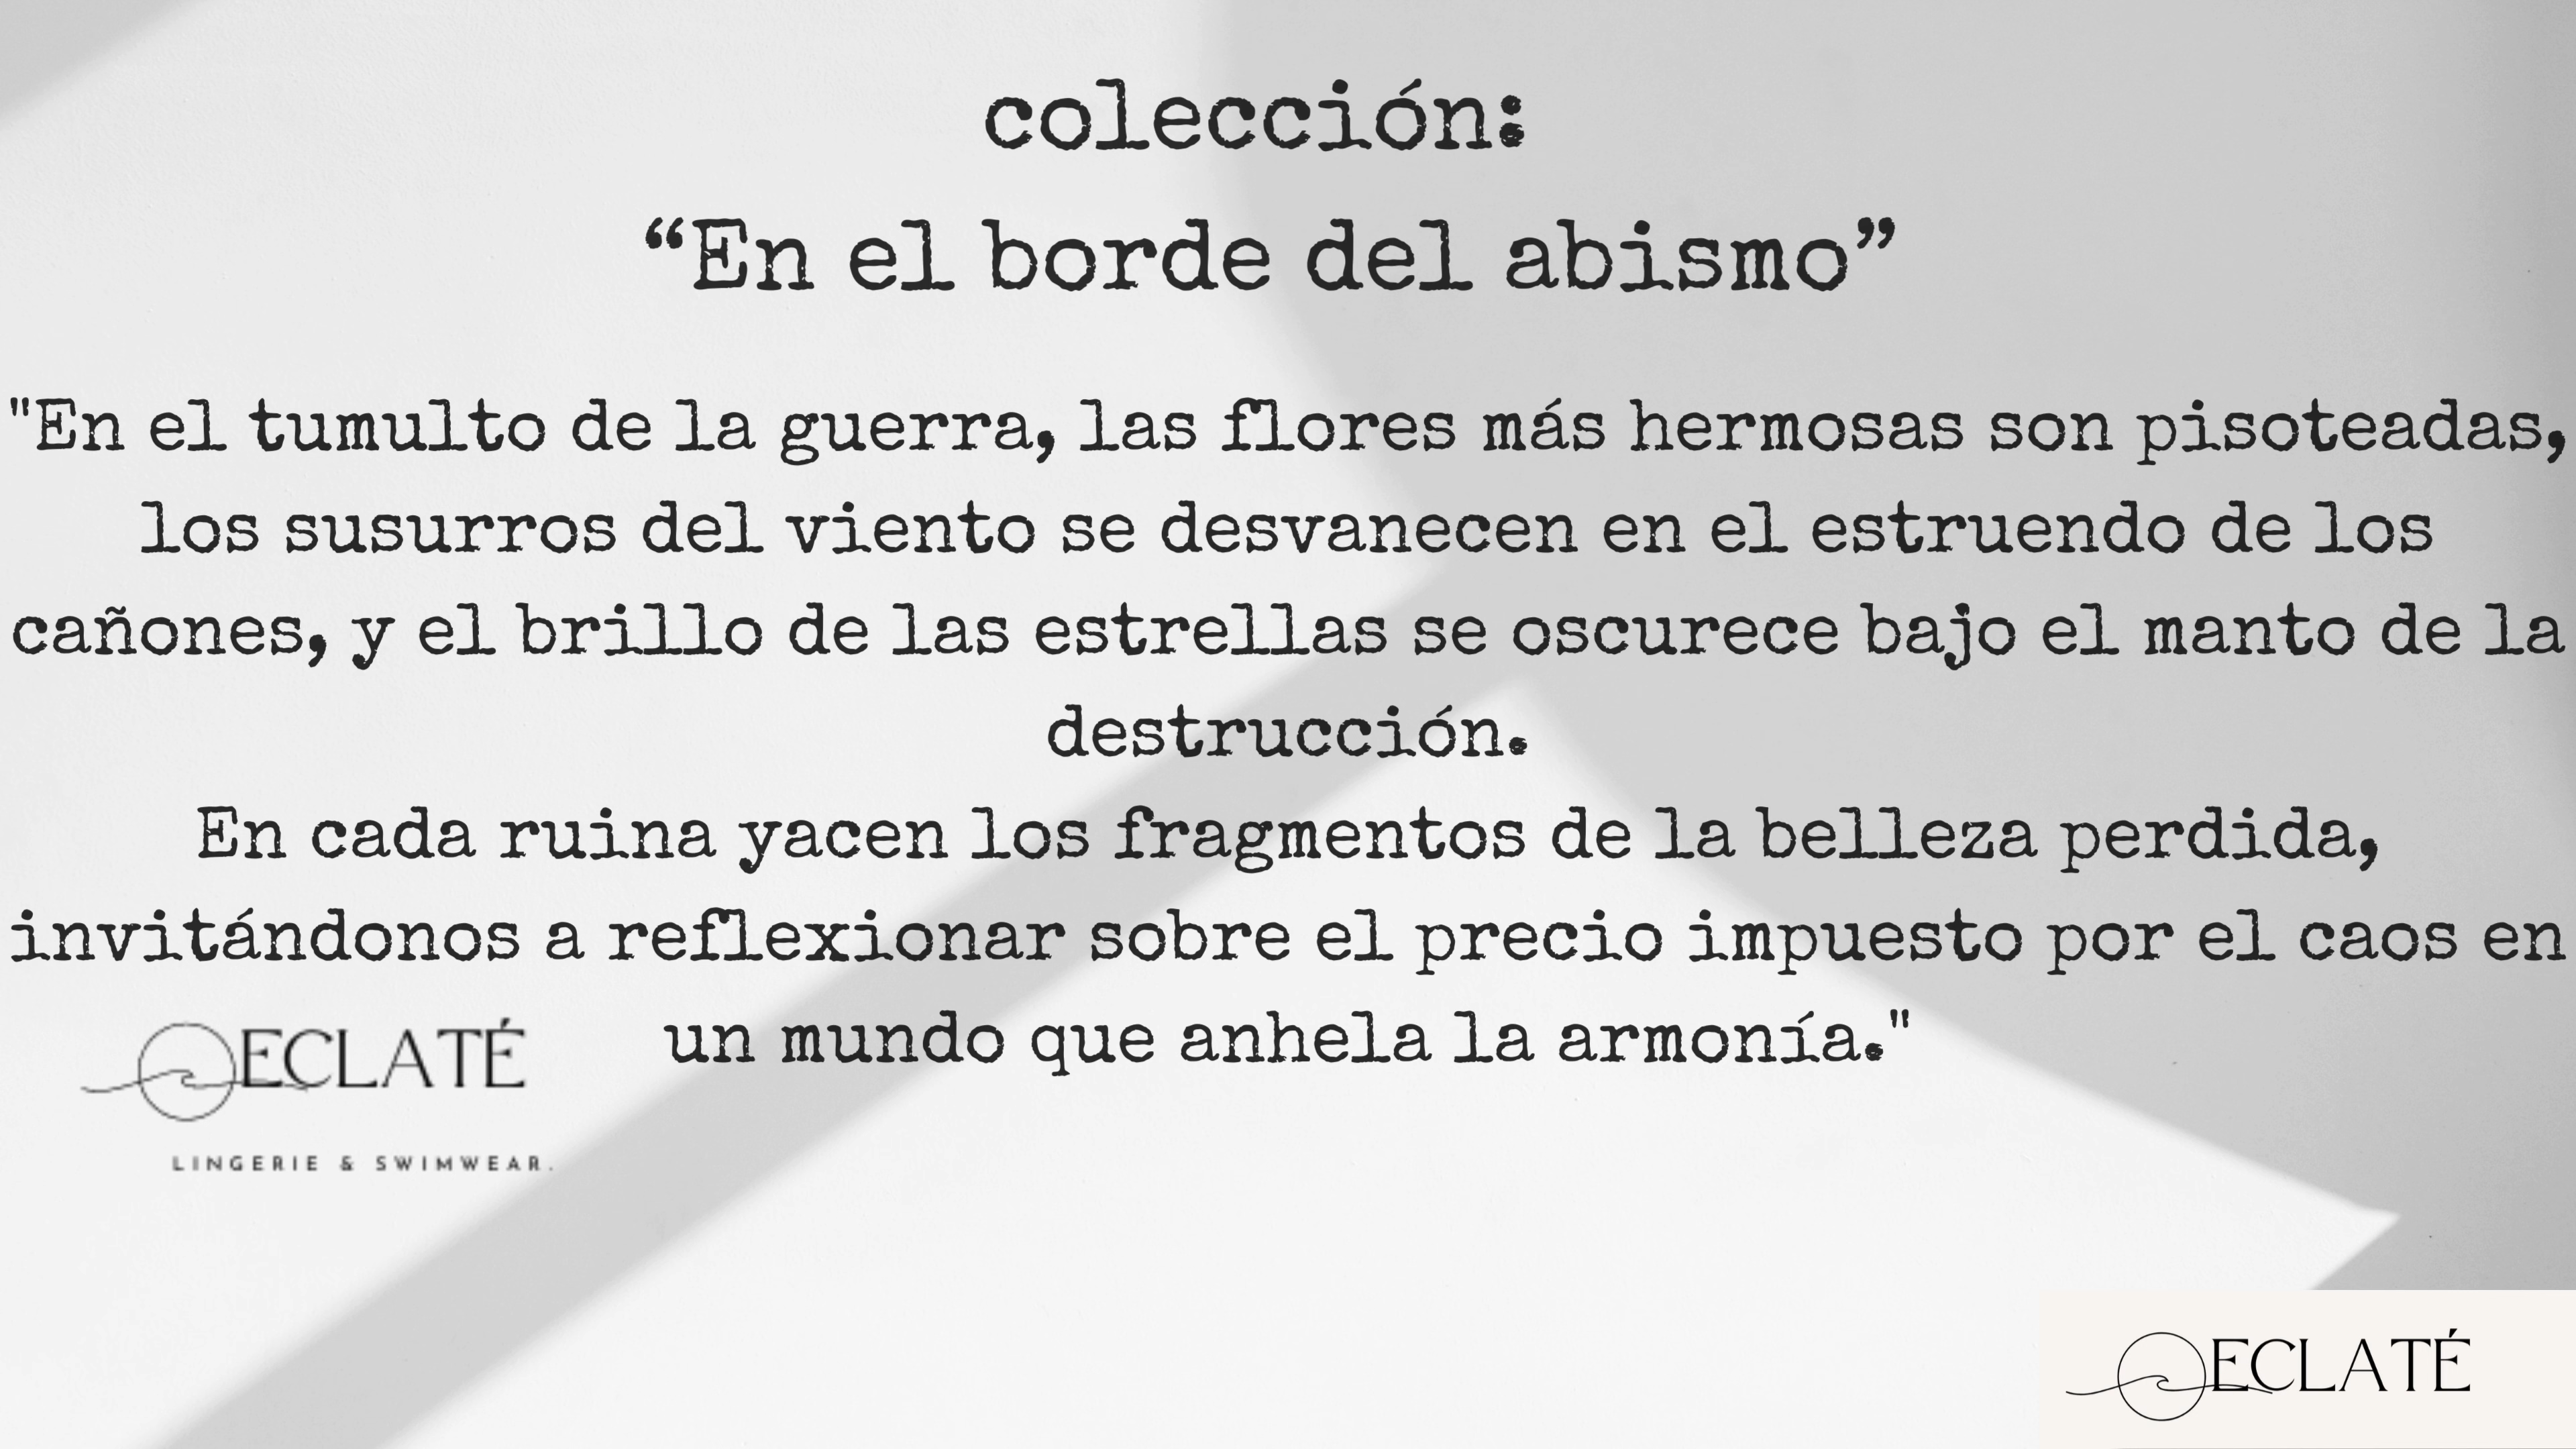 colección:
“En el borde del abismo”
"En el tumulto de la guerra, las flores más hermosas son pisoteadas,
los susurros del viento se desvanecen en el estruendo de los
cañones, y el brillo de las estrellas se oscurece bajo el manto de la
destrucción.
En cada ruina yacen los fragmentos de la belleza perdida,
invitándonos a reflexionar sobre el precio impuesto por el caos en
un mundo que anhela la armonía."
ECLATÉ
LINGERIE & SWIMWEAR.
ECLATÉ